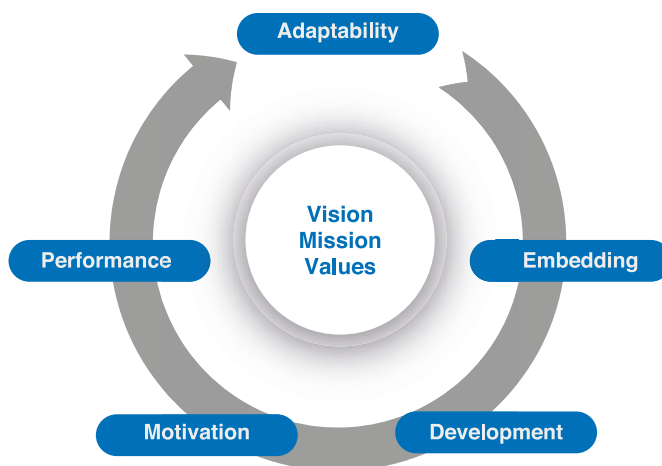 Adaptability
Vision
Mission
Values
Performance
Embedding
Motivation
Development